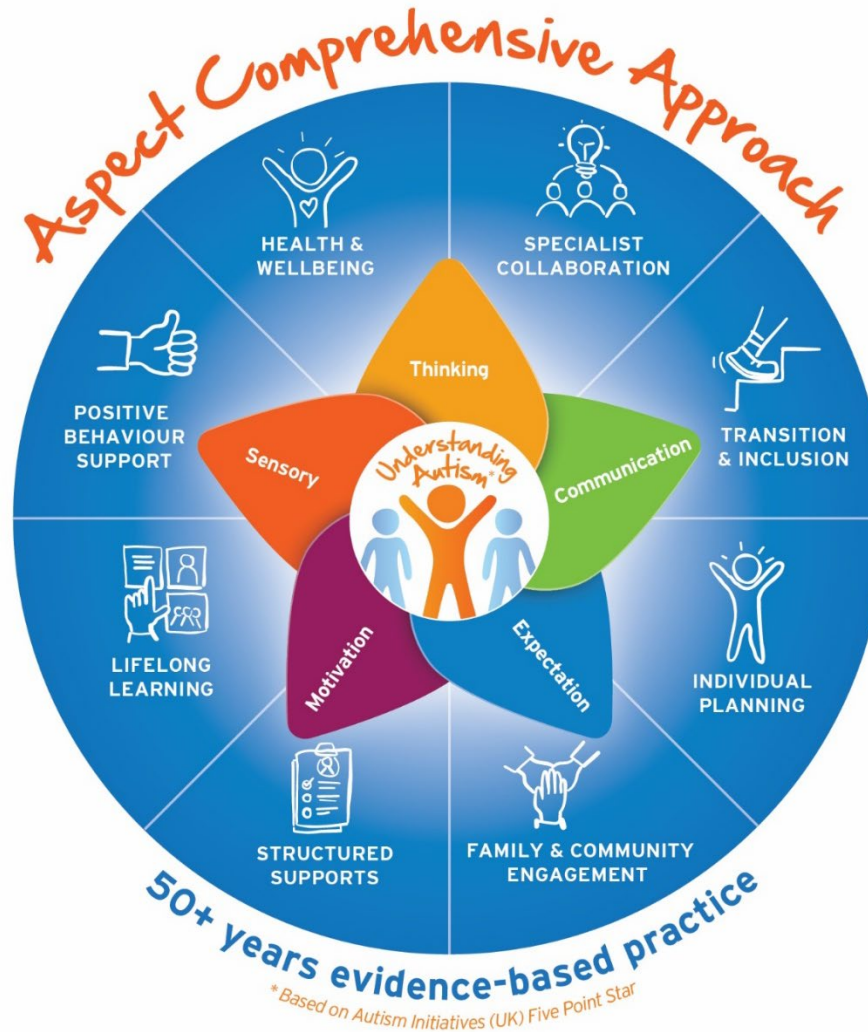 Aspect Comprehensive Approach
HEALTH &
WELLBEING
SPECIALIST
COLLABORATION
POSITIVE
BEHAVIOUR
SUPPORT
TRANSITION
& INCLUSION
LIFELONG
LEARNING
INDIVIDUAL
PLANNING
STRUCTURED
SUPPORTS
FAMILY & COMMUNITY
ENGAGEMENT
Thinking
Sensory
Communication
Motivation
Expectation
Understanding
Autism*
50+ years evidence-based practice
* Based on Autism Initiatives (UK) Five Point Star